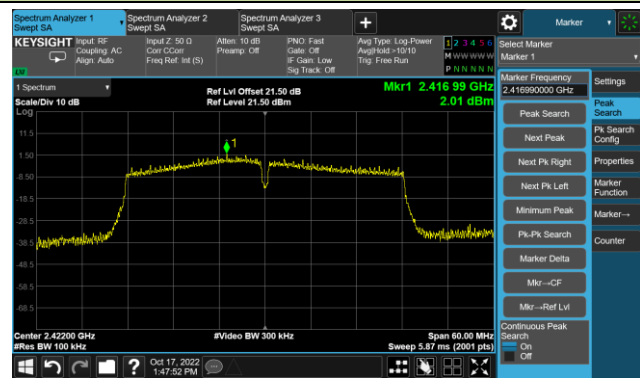 Spectrum Analyzer 1
Swept SA
Spectrum Analyzer 2
Swept SA
Spectrum Analyzer 3
Swept SA
+
Marker
KEYSIGHT
Input: RF
Coupling: AC
Align: Auto
Input Z: 50 Ω
Corr CCorr
Freq Ref: Int (S)
Atten: 10 dB
Preamp: Off
PNO: Fast
Gate: Off
IF Gain: Low
Sig Track: Off
Avg Type: Log-Power
Avg|Hold:>10/10
Trig: Free Run
1 2 3 4 5 6
M W W W W W
P N N N N N
LXI
Select Marker
Marker 1
1 Spectrum
Scale/Div 10 dB
Log
Ref Lvl Offset 21.50 dB
Ref Level 21.50 dBm
Mkr1 2.416 99 GHz
2.01 dBm
11.5
1.50
-8.50
-18.5
-28.5
-38.5
-48.5
-58.5
-68.5
1
Center 2.42200 GHz
#Res BW 100 kHz
#Video BW 300 kHz
Span 60.00 MHz
Sweep 5.87 ms (2001 pts)
Marker Frequency
2.416990000 GHz
Peak Search
Next Peak
Next Pk Right
Next Pk Left
Minimum Peak
Pk-Pk Search
Marker Delta
Mkr→CF
Mkr→Ref Lvl
Continuous Peak
Search
On
Off
Settings
Peak
Search
Pk Search
Config
Properties
Marker
Function
Marker→
Counter
?
Oct 17, 2022
1:47:52 PM